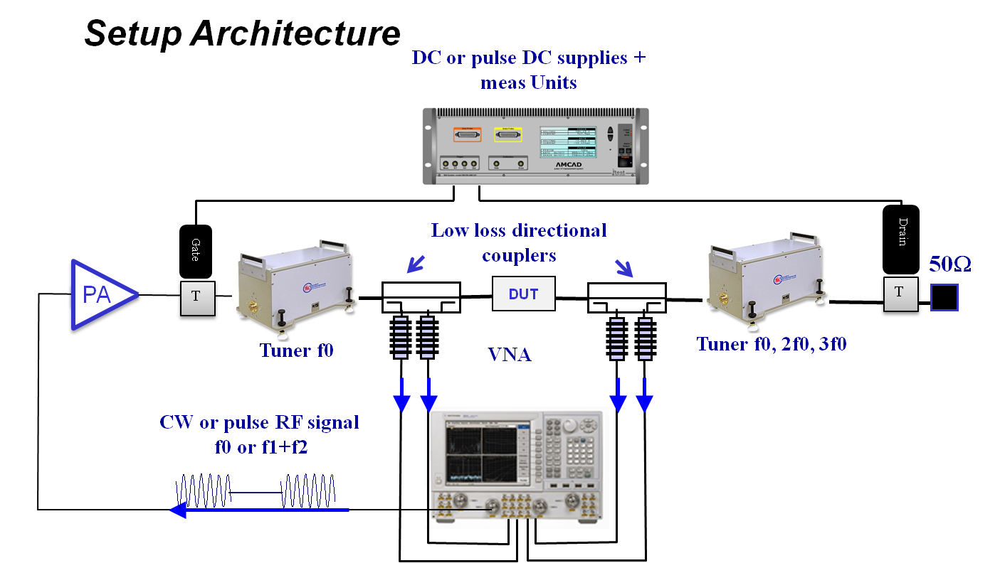 Setup Architecture
DC or pulse DC supplies +
meas Units
AMCAD
Gate
Drain
Low loss directional
couplers
50Ω
PA
T
DUT
T
Tuner f0
VNA
Tuner f0, 2f0, 3f0
CW or pulse RF signal
f0 or f1+f2